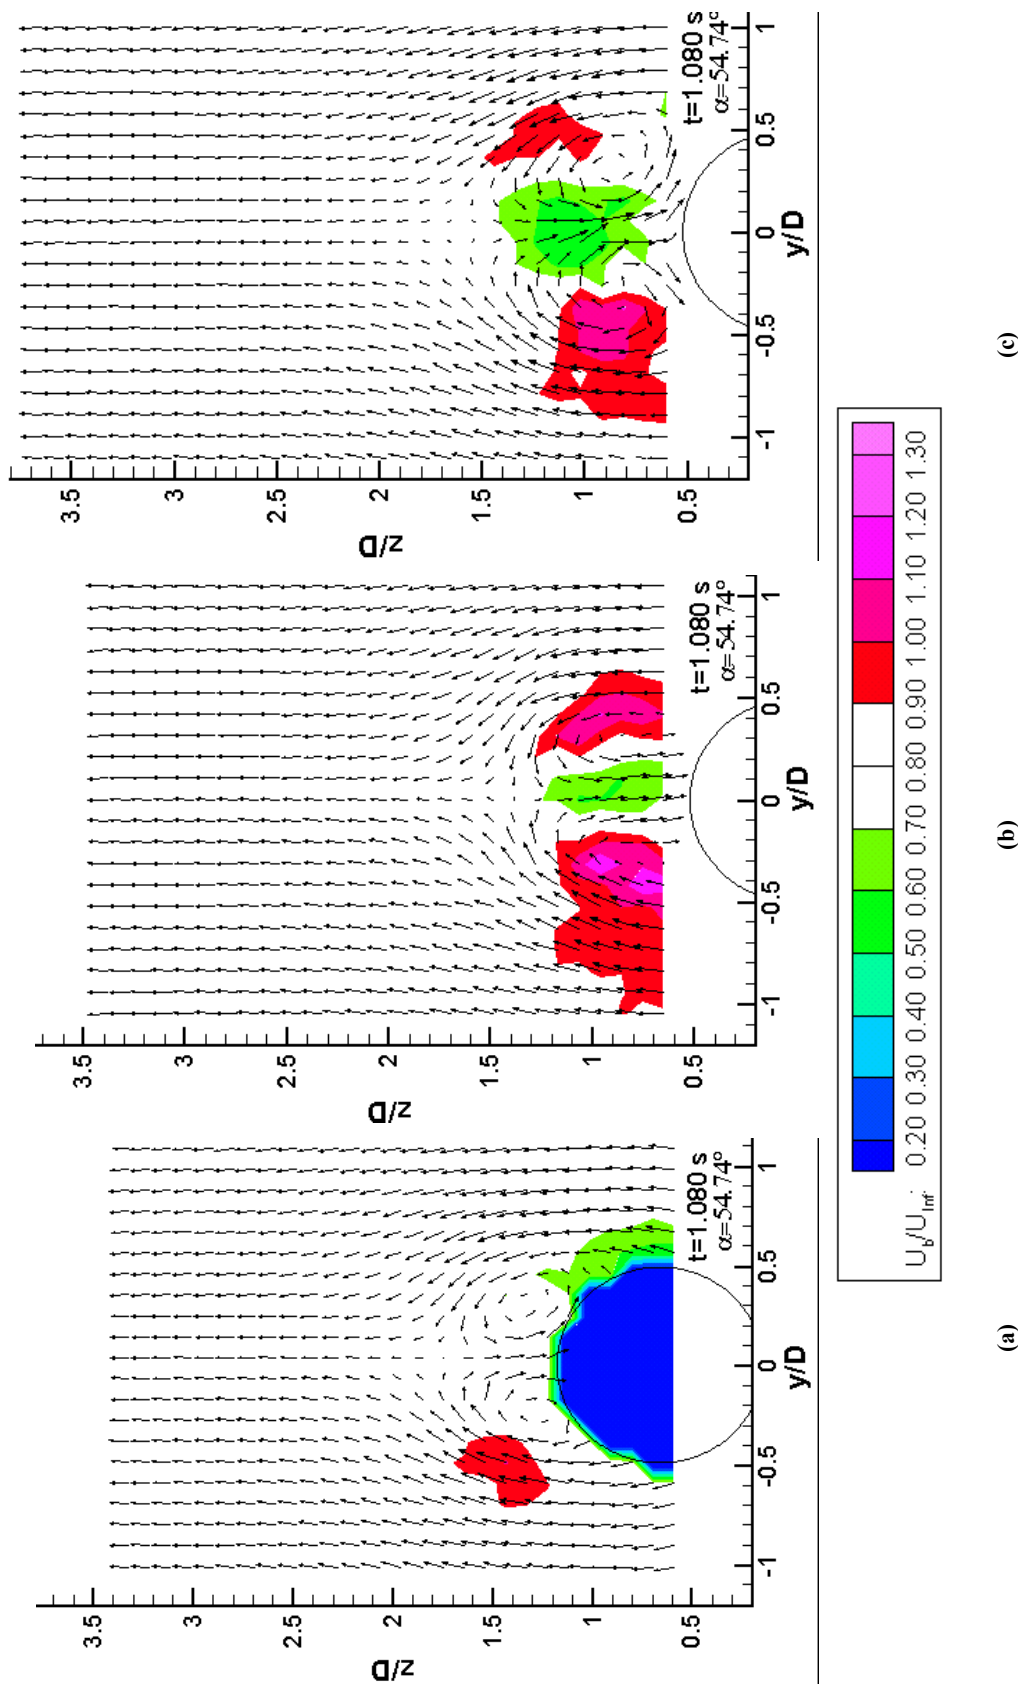 3.5
3
2.5
2
1.5
1
0.5
z/D
-1
-0.5
0
0.5
1
y/D
t=1.080 s
α=54.74°
(a)
3.5
3
2.5
2
1.5
1
0.5
z/D
-1
-0.5
0
0.5
1
y/D
t=1.080 s
α=54.74°
(b)
3.5
3
2.5
2
1.5
1
0.5
z/D
-1
-0.5
0
0.5
1
y/D
t=1.080 s
α=54.74°
(c)
U_b/U_Inf. 0.20 0.30 0.40 0.50 0.60 0.70 0.80 0.90 1.00 1.10 1.20 1.30